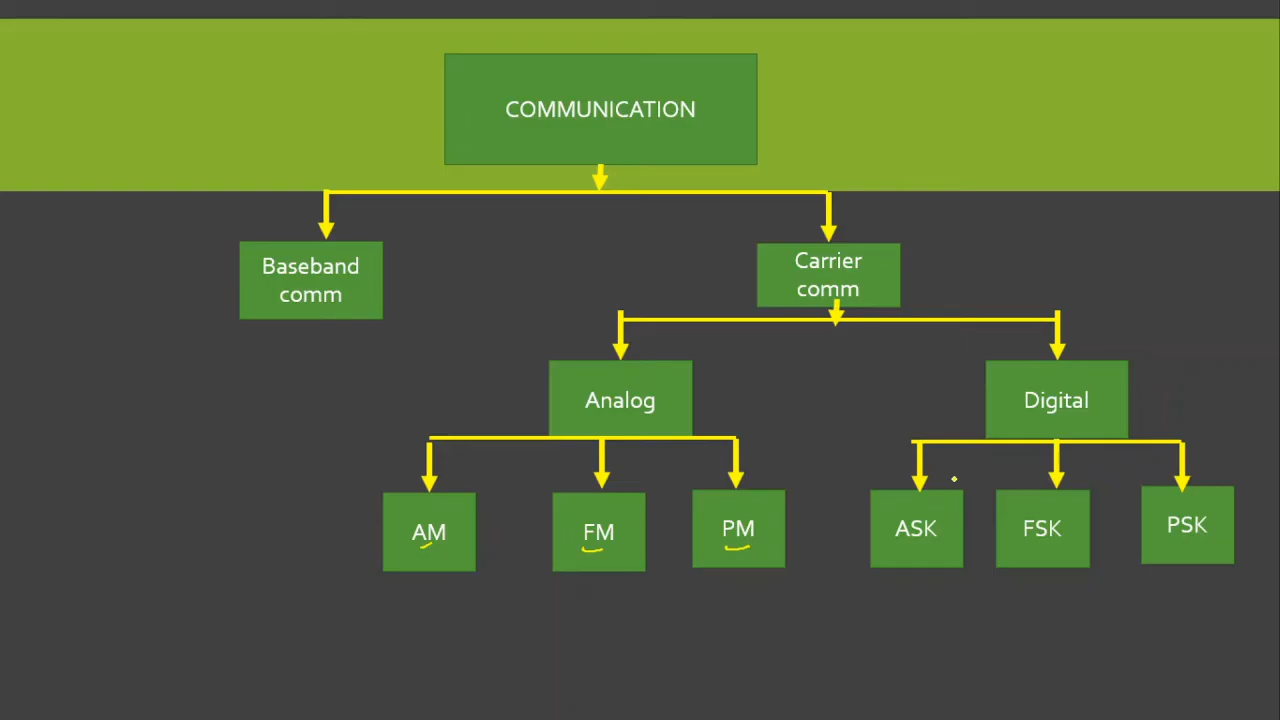 COMMUNICATION
Baseband
comm
Carrier
comm
Analog
Digital
AM
FM
PM
ASK
FSK
PSK